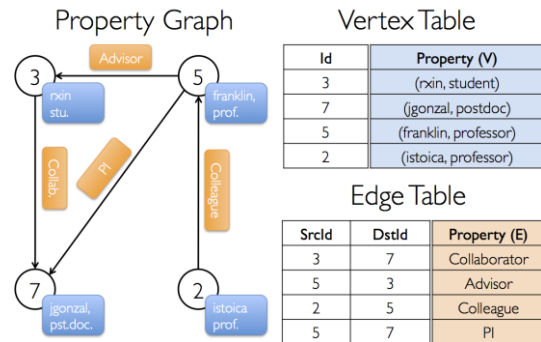 Property Graph
Advisor
3
5
rxin
stu.
franklin,
prof.
Collab.
PI
Colleague
7
2
jgonzal,
pst.doc.
istoica
prof.
Vertex Table
Id Property (V)
3 (rxin, student)
7 (jgonzal, postdoc)
5 (franklin, professor)
2 (istoica, professor)
Edge Table
SrcId DstId Property (E)
3 7 Collaborator
5 3 Advisor
2 5 Colleague
5 7 PI